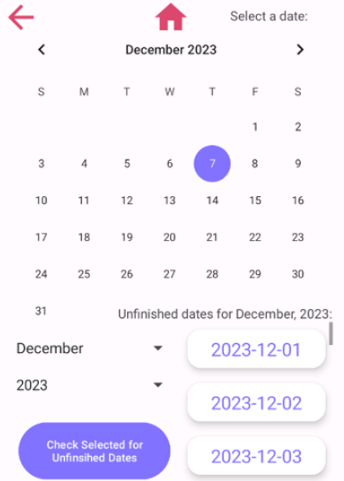 Select a date:
December 2023
S M T W T F S
1 2
3 4 5 6 7 8 9
10 11 12 13 14 15 16
17 18 19 20 21 22 23
24 25 26 27 28 29 30
31
Unfinished dates for December, 2023:
December
2023
Check Selected for
Unfinsihed Dates
2023-12-01
2023-12-02
2023-12-03